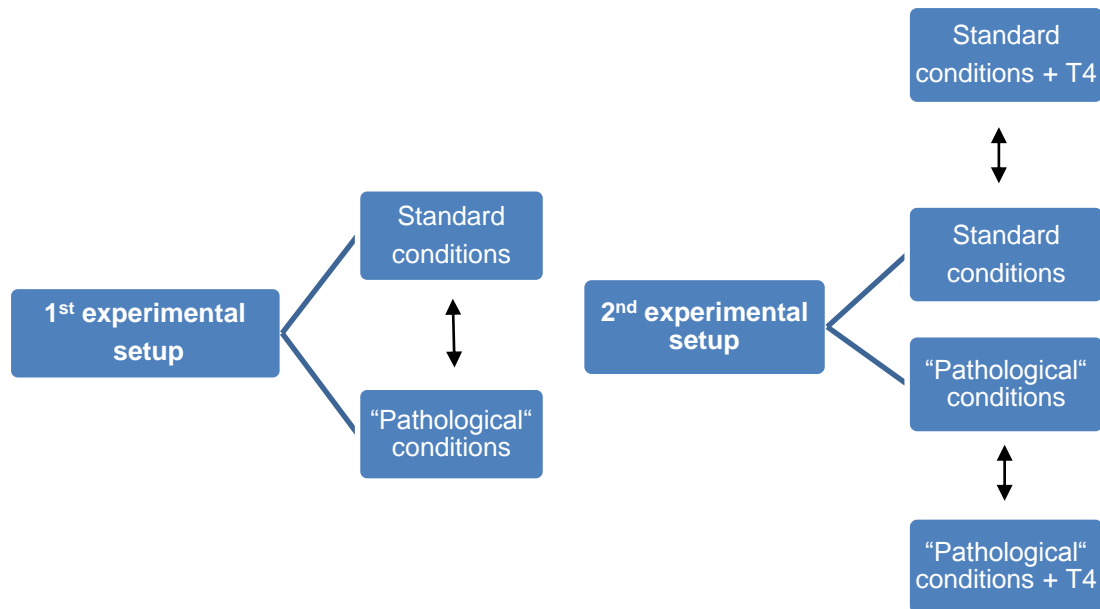 1st experimental
setup
Standard
conditions
“Pathological“
conditions
2nd experimental
setup
Standard
conditions + T4
Standard
conditions
“Pathological“
conditions
“Pathological“
conditions + T4